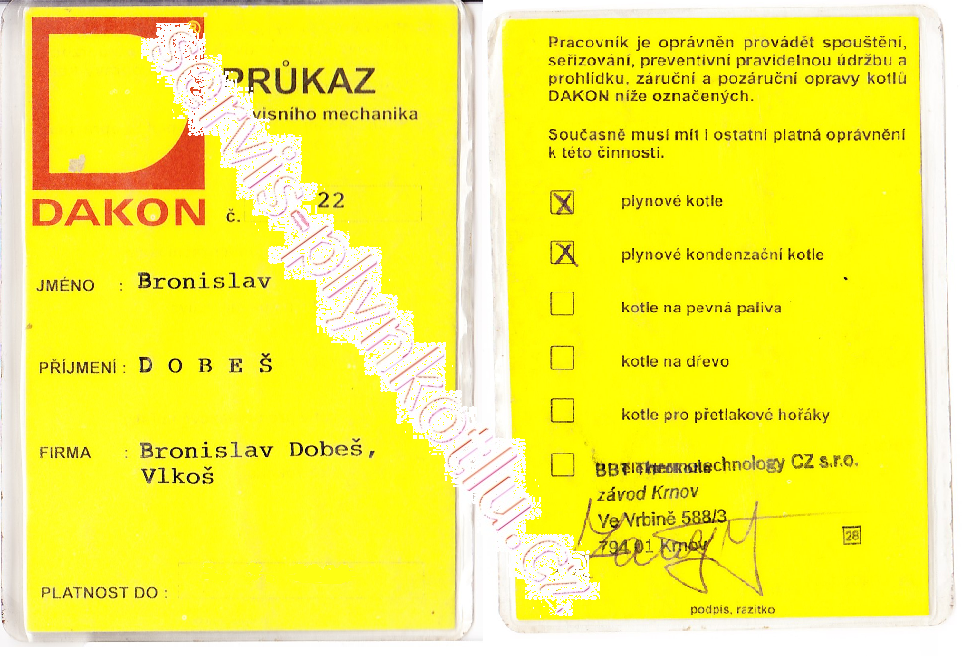 DAKON
PRŮKAZ
visního mechanika
č. 22
JMÉNO : Bronislav
PŘÍJMENÍ : DOBEŠ
FIRMA : Bronislav Dobeš,
Vlkoš
PLATNOST DO :
servis-plynkotlu.cz
Pracovník je oprávněn provádět spouštění,
seřizování, preventivní pravidelnou údržbu a
prohlídku, záruční a pozáruční opravy kotlů
DAKON níže označených.
Současně musí mít i ostatní platná oprávnění
k této činnosti.
X plynové kotle
X plynové kondenzační kotle
kotle na pevná paliva
kotle na dřevo
kotle pro přetlakové hořáky
BBT Thermotechnology CZ s.r.o.
závod Krnov
Ve Vrbině 588/3
794 01 Krnov
28
podpis, razítko